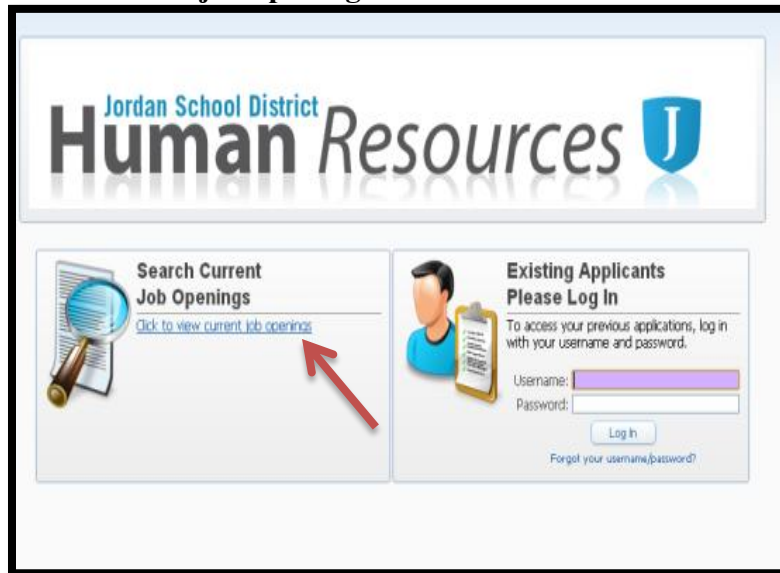 Jordan School District
Human Resources J
Search Current
Job Openings
Click to view current job openings
Existing Applicants
Please Log In
To access your previous applications, log in
with your username and password.
Username:
Password:
Log In
Forgot your username/password?